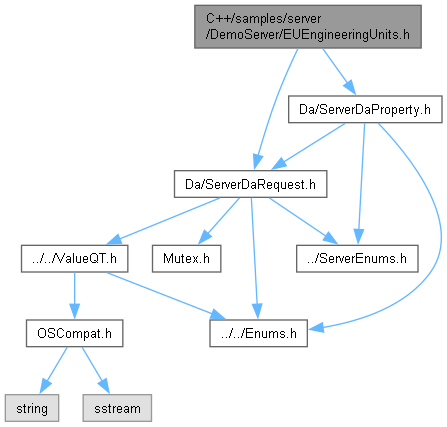 C++/samples/server
/DemoServer/EUEngineeringUnits.h
Da/ServerDaProperty.h
Da/ServerDaRequest.h
../../ValueQT.h
Mutex.h
../ServerEnums.h
OSCompat.h
../../Enums.h
string
sstream